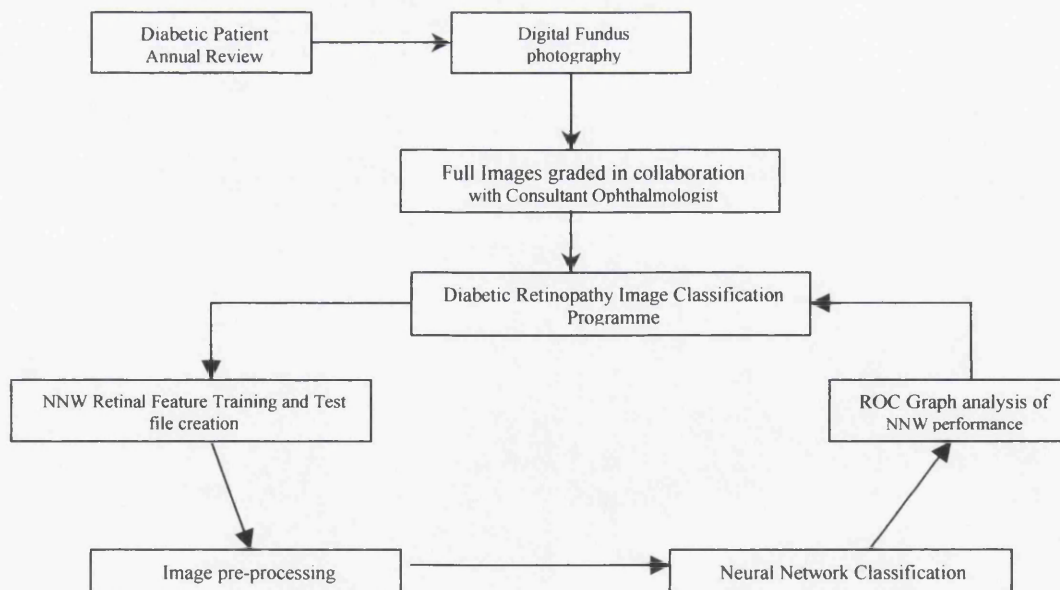 Diabetic Patient
Annual Review
Digital Fundus
photography
Full Images graded in collaboration
with Consultant Ophthalmologist
Diabetic Retinopathy Image Classification
Programme
NNW Retinal Feature Training and Test
file creation
ROC Graph analysis of
NNW performance
Image pre-processing
Neural Network Classification